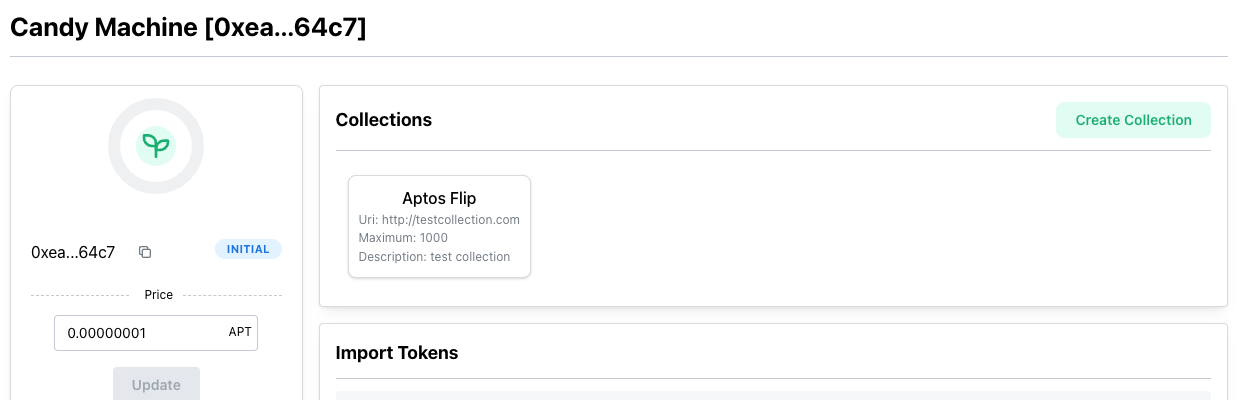 Candy Machine [0xea...64c7]
0xea...64c7
INITIAL
Price
0.00000001 APT
Update
Collections
Create Collection
Aptos Flip
Uri: http://testcollection.com
Maximum: 1000
Description: test collection
Import Tokens